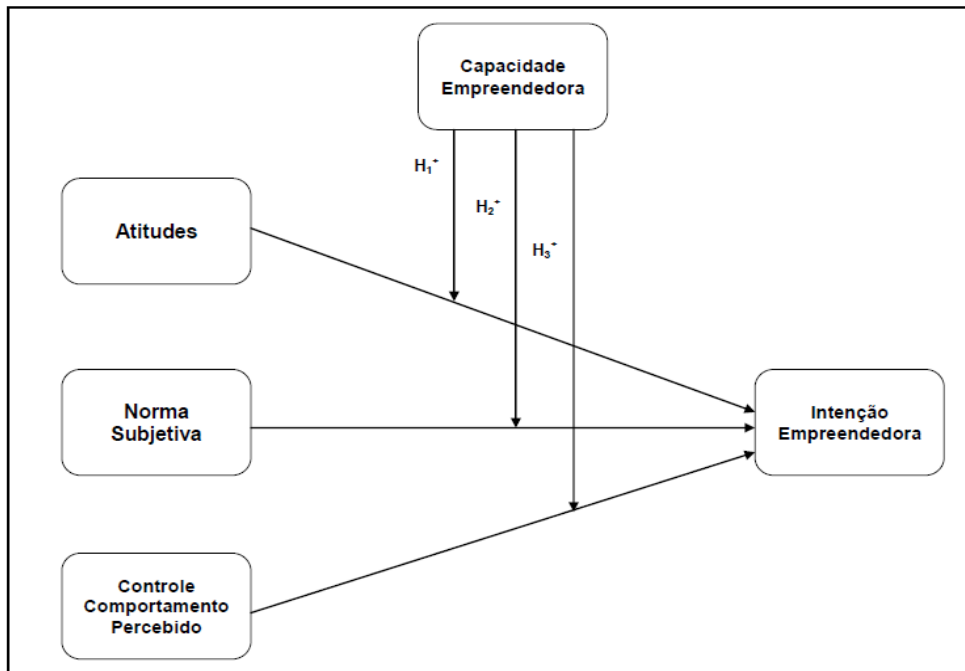 Capacidade
Empreendedora
H₁⁺
H₂⁺
H₃⁺
Atitudes
Norma
Subjetiva
Intenção
Empreendedora
Controle
Comportamento
Percebido